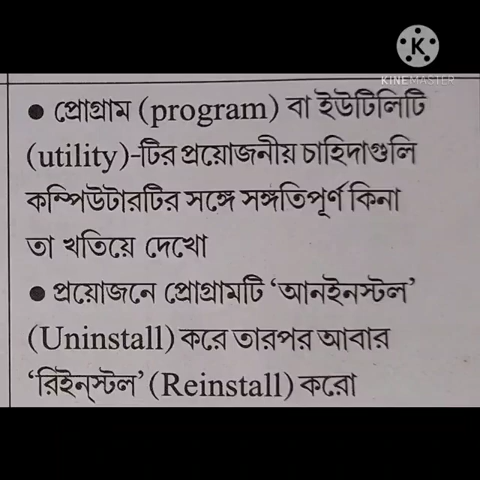 K
KINEMASTER
● প্রোগ্রাম (program) বা ইউটিলিটি
(utility)-টির প্রয়োজনীয় চাহিদাগুলি
কম্পিউটারটির সঙ্গে সঙ্গতিপূর্ণ কিনা
তা খতিয়ে দেখো
● প্রয়োজনে প্রোগ্রামটি ‘আনইনস্টল’
(Uninstall) করে তারপর আবার
‘রিইন্‌স্টল’ (Reinstall) করো